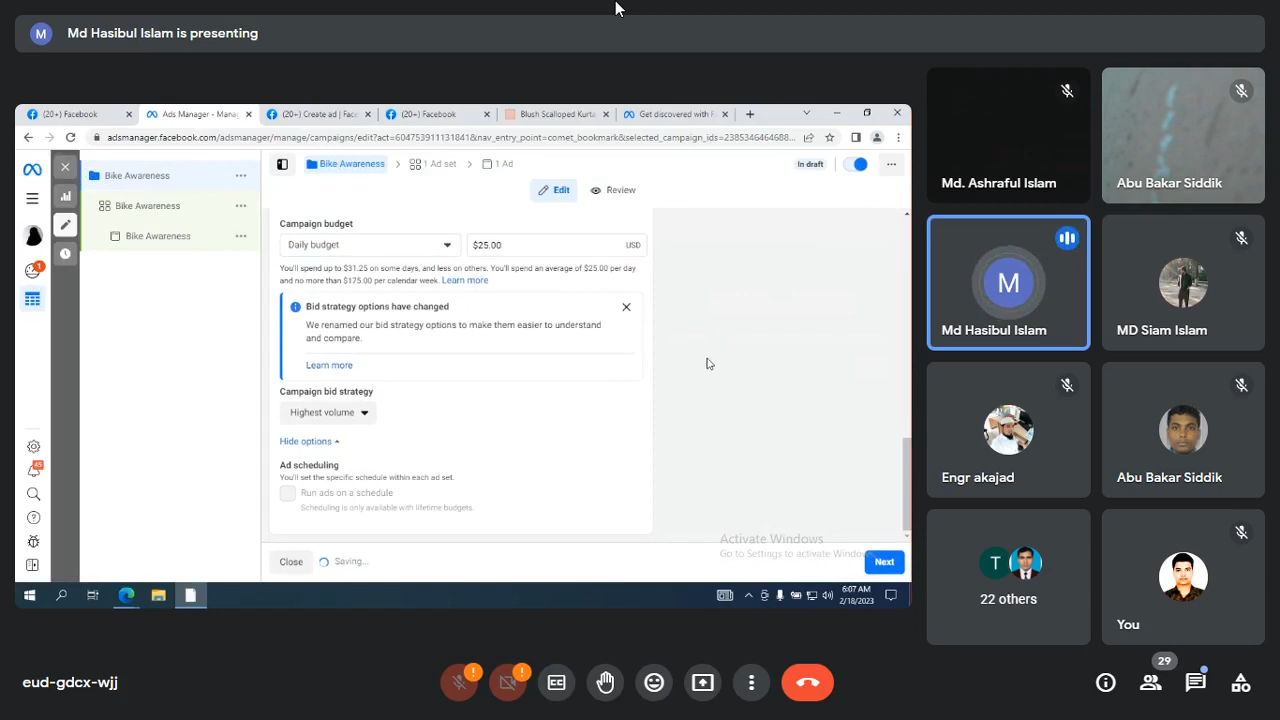 M
Md Hasibul Islam is presenting
(20+) Facebook
Ads Manager - Mana
(20+) Create ad | Fac
(20+) Facebook
Blush Scalloped Kurta
Get discovered with F
adsmanager.facebook.com/adsmanager/manage/campaigns/edit?act=604753911131841&nav_entry_point=comet_bookmark&selected_campaign_ids=2385346464688...
Bike Awareness
Bike Awareness
Bike Awareness
1
45
Bike Awareness
1 Ad set
1 Ad
In draft
Edit
Review
Campaign budget
Daily budget
$25.00
USD
You'll spend up to $31.25 on some days, and less on others. You'll spend an average of $25.00 per day
and no more than $175.00 per calendar week. Learn more
Bid strategy options have changed
We renamed our bid strategy options to make them easier to understand
and compare.
Learn more
Campaign bid strategy
Highest volume
Hide options
Ad scheduling
You'll set the specific schedule within each ad set.
Run ads on a schedule
Scheduling is only available with lifetime budgets.
Activate Windows
Go to Settings to activate Windows.
Close
Saving...
Next
6:07 AM
2/18/2023
Md. Ashraful Islam
Abu Bakar Siddik
M
Md Hasibul Islam
MD Siam Islam
Engr akajad
Abu Bakar Siddik
T
22 others
You
eud-gdcx-wjj
29